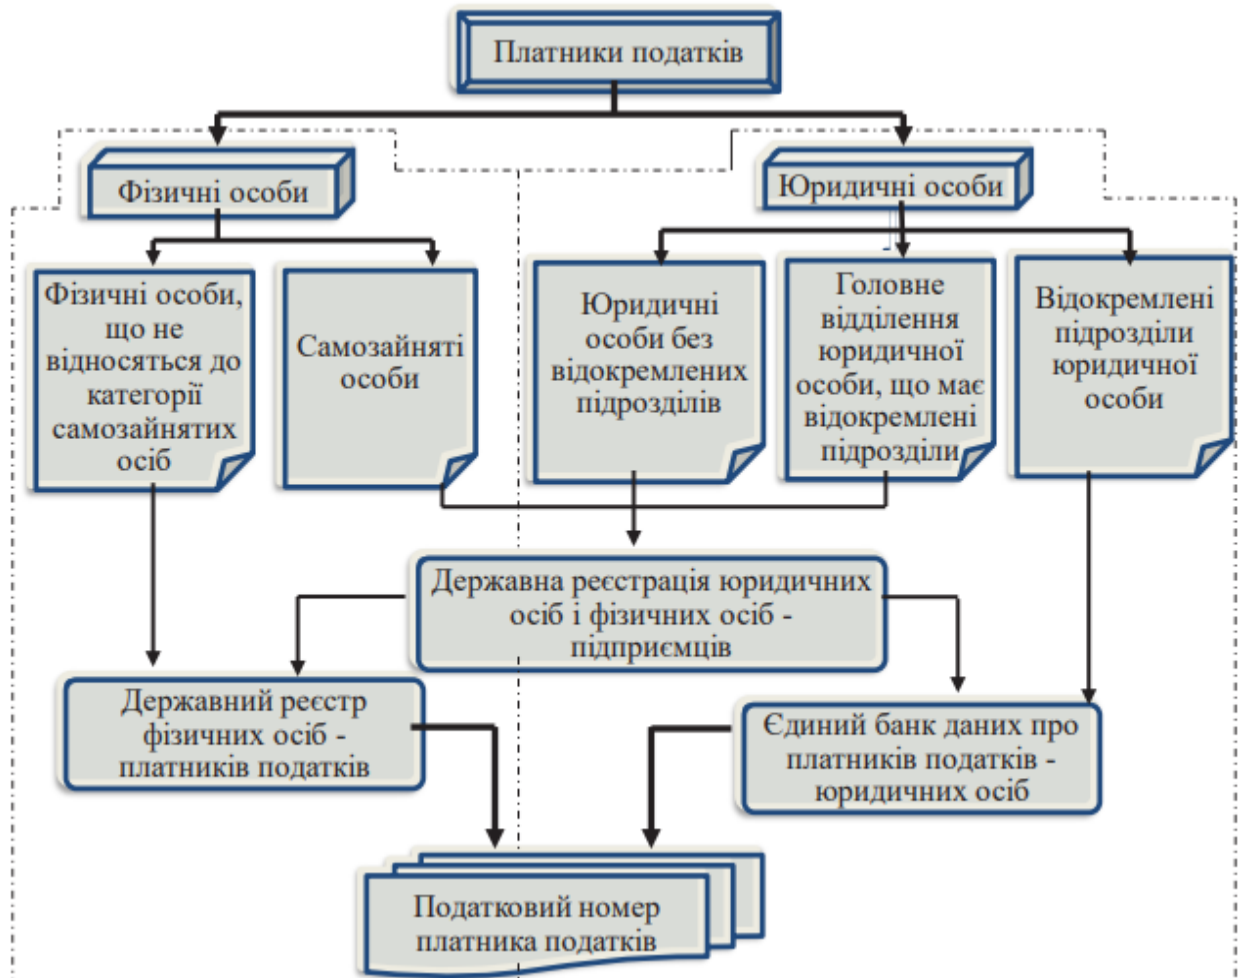 Платники податків
Фізичні особи
Юридичні особи
Фізичні особи,
що не
відносяться до
категорії
самозайнятих
осіб
Самозайняті
особи
Юридичні
особи без
відокремлених
підрозділів
Головне
відділення
юридичної
особи, що має
відокремлені
підрозділи
Відокремлені
підрозділи
юридичної
особи
Державна реєстрація юридичних
осіб і фізичних осіб -
підприємців
Державний реєстр
фізичних осіб -
платників податків
Єдиний банк даних про
платників податків -
юридичних осіб
Податковий номер
платника податків